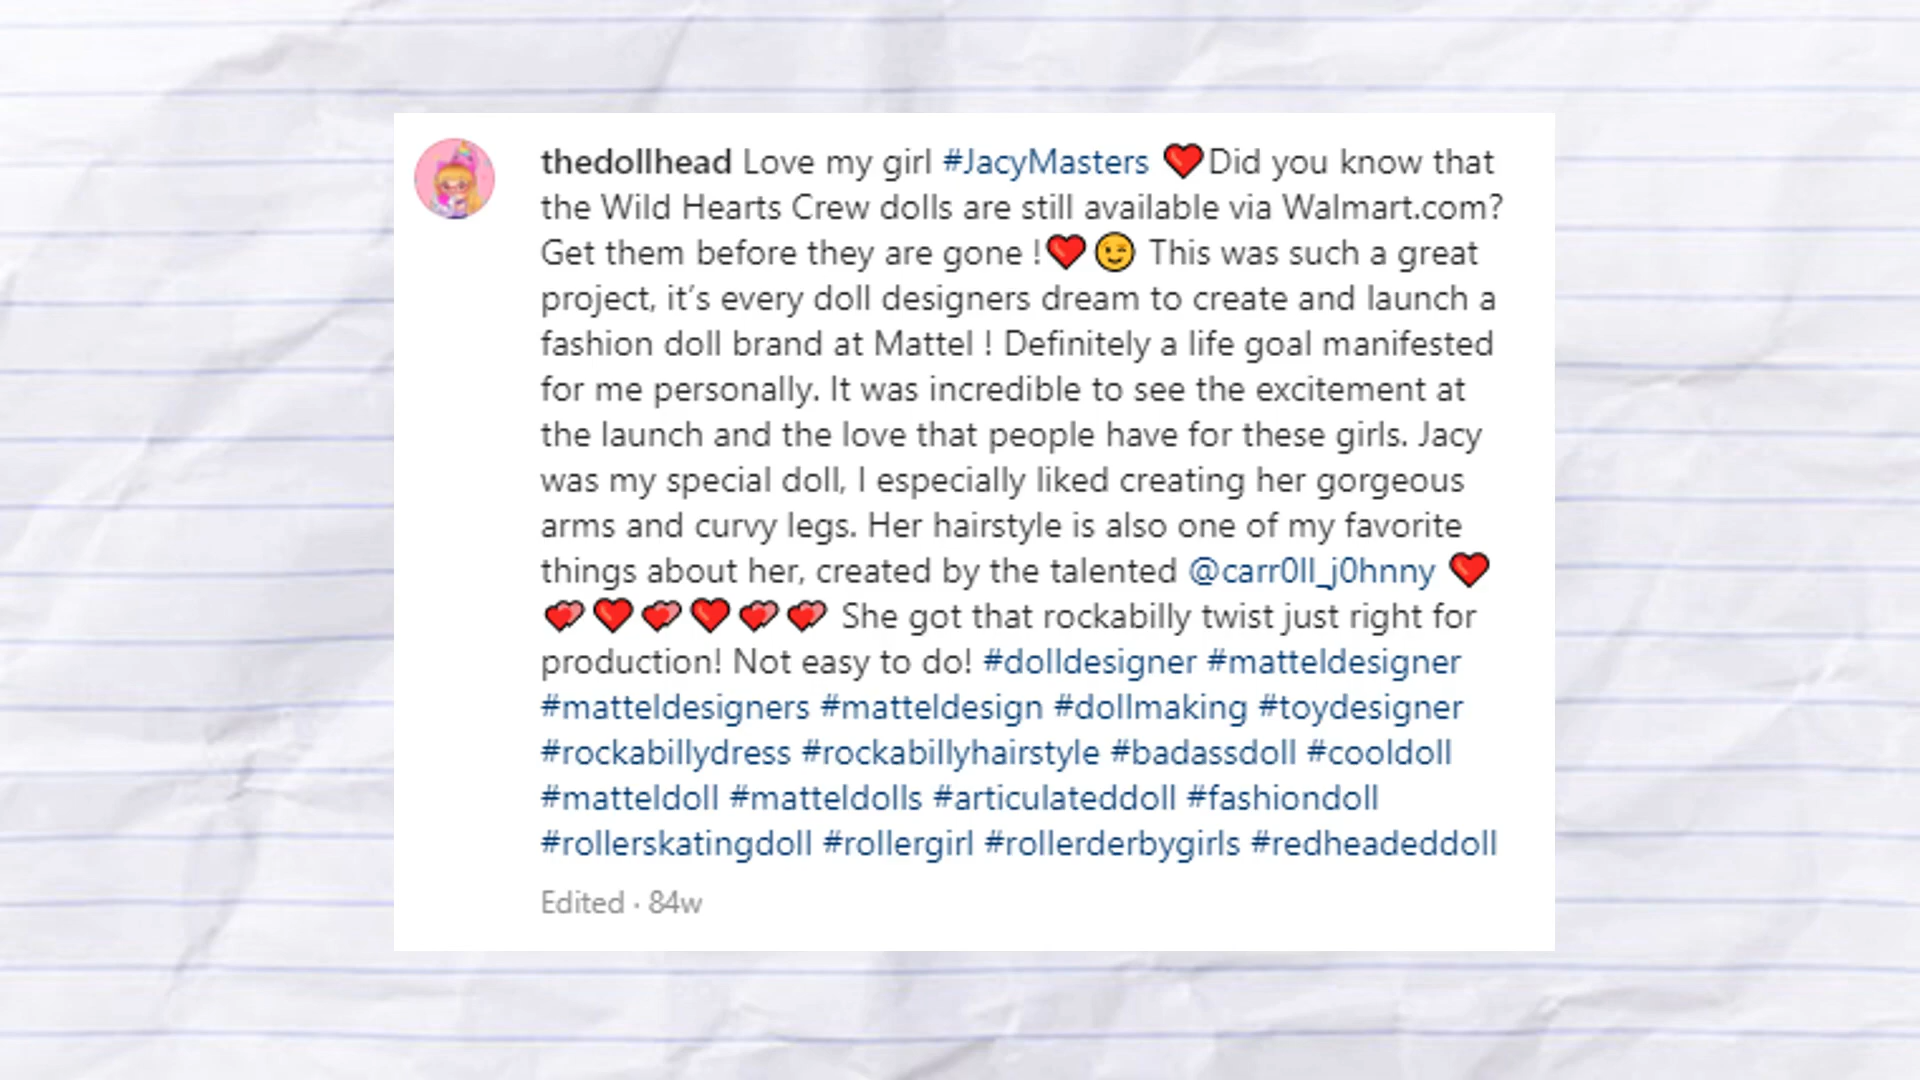 thedollhead Love my girl #JacyMasters ❤️Did you know that
the Wild Hearts Crew dolls are still available via Walmart.com?
Get them before they are gone !❤️😉 This was such a great
project, it’s every doll designers dream to create and launch a
fashion doll brand at Mattel ! Definitely a life goal manifested
for me personally. It was incredible to see the excitement at
the launch and the love that people have for these girls. Jacy
was my special doll, I especially liked creating her gorgeous
arms and curvy legs. Her hairstyle is also one of my favorite
things about her, created by the talented @carr0ll_j0hnny ❤️
💞❤️💞❤️💞💞 She got that rockabilly twist just right for
production! Not easy to do! #dolldesigner #matteldesigner
#matteldesigners #matteldesign #dollmaking #toydesigner
#rockabillydress #rockabillyhairstyle #badassdoll #cooldoll
#matteldoll #matteldolls #articulateddoll #fashiondoll
#rollerskatingdoll #rollergirl #rollerderbygirls #redheadeddoll
Edited · 84w